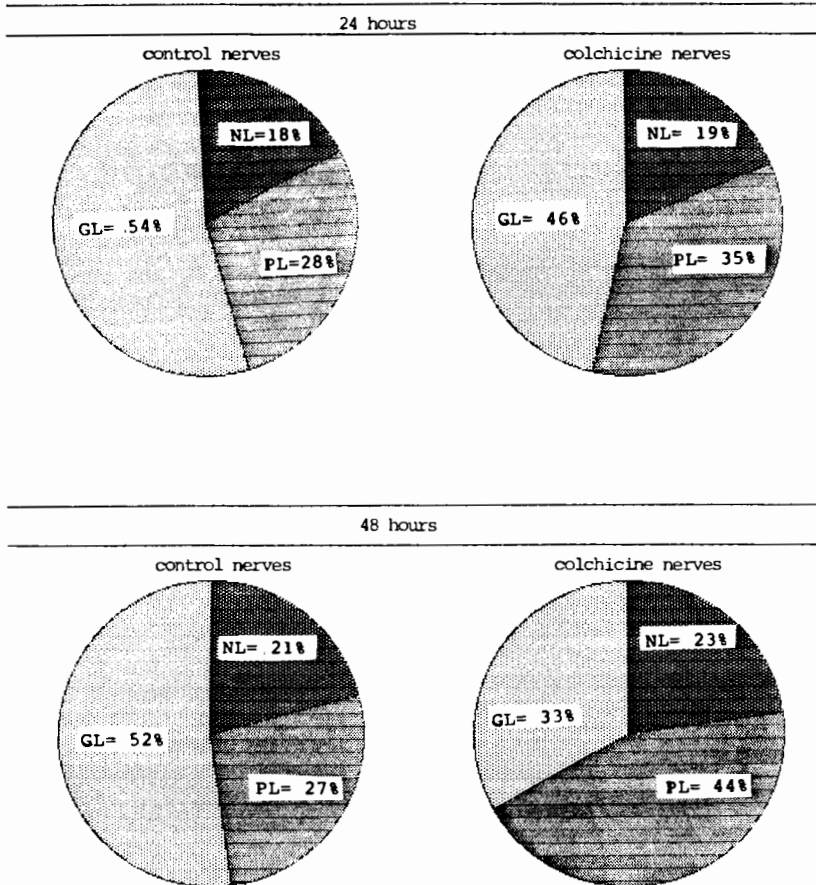 24 hours
control nerves
colchicine nerves
NL=18%
NL= 19%
GL= .54%
GL= 46%
PL=28%
PL= 35%
48 hours
control nerves
colchicine nerves
NL= .21%
NL= 23%
GL= 52%
GL= 33%
PL= 27%
PL= 44%